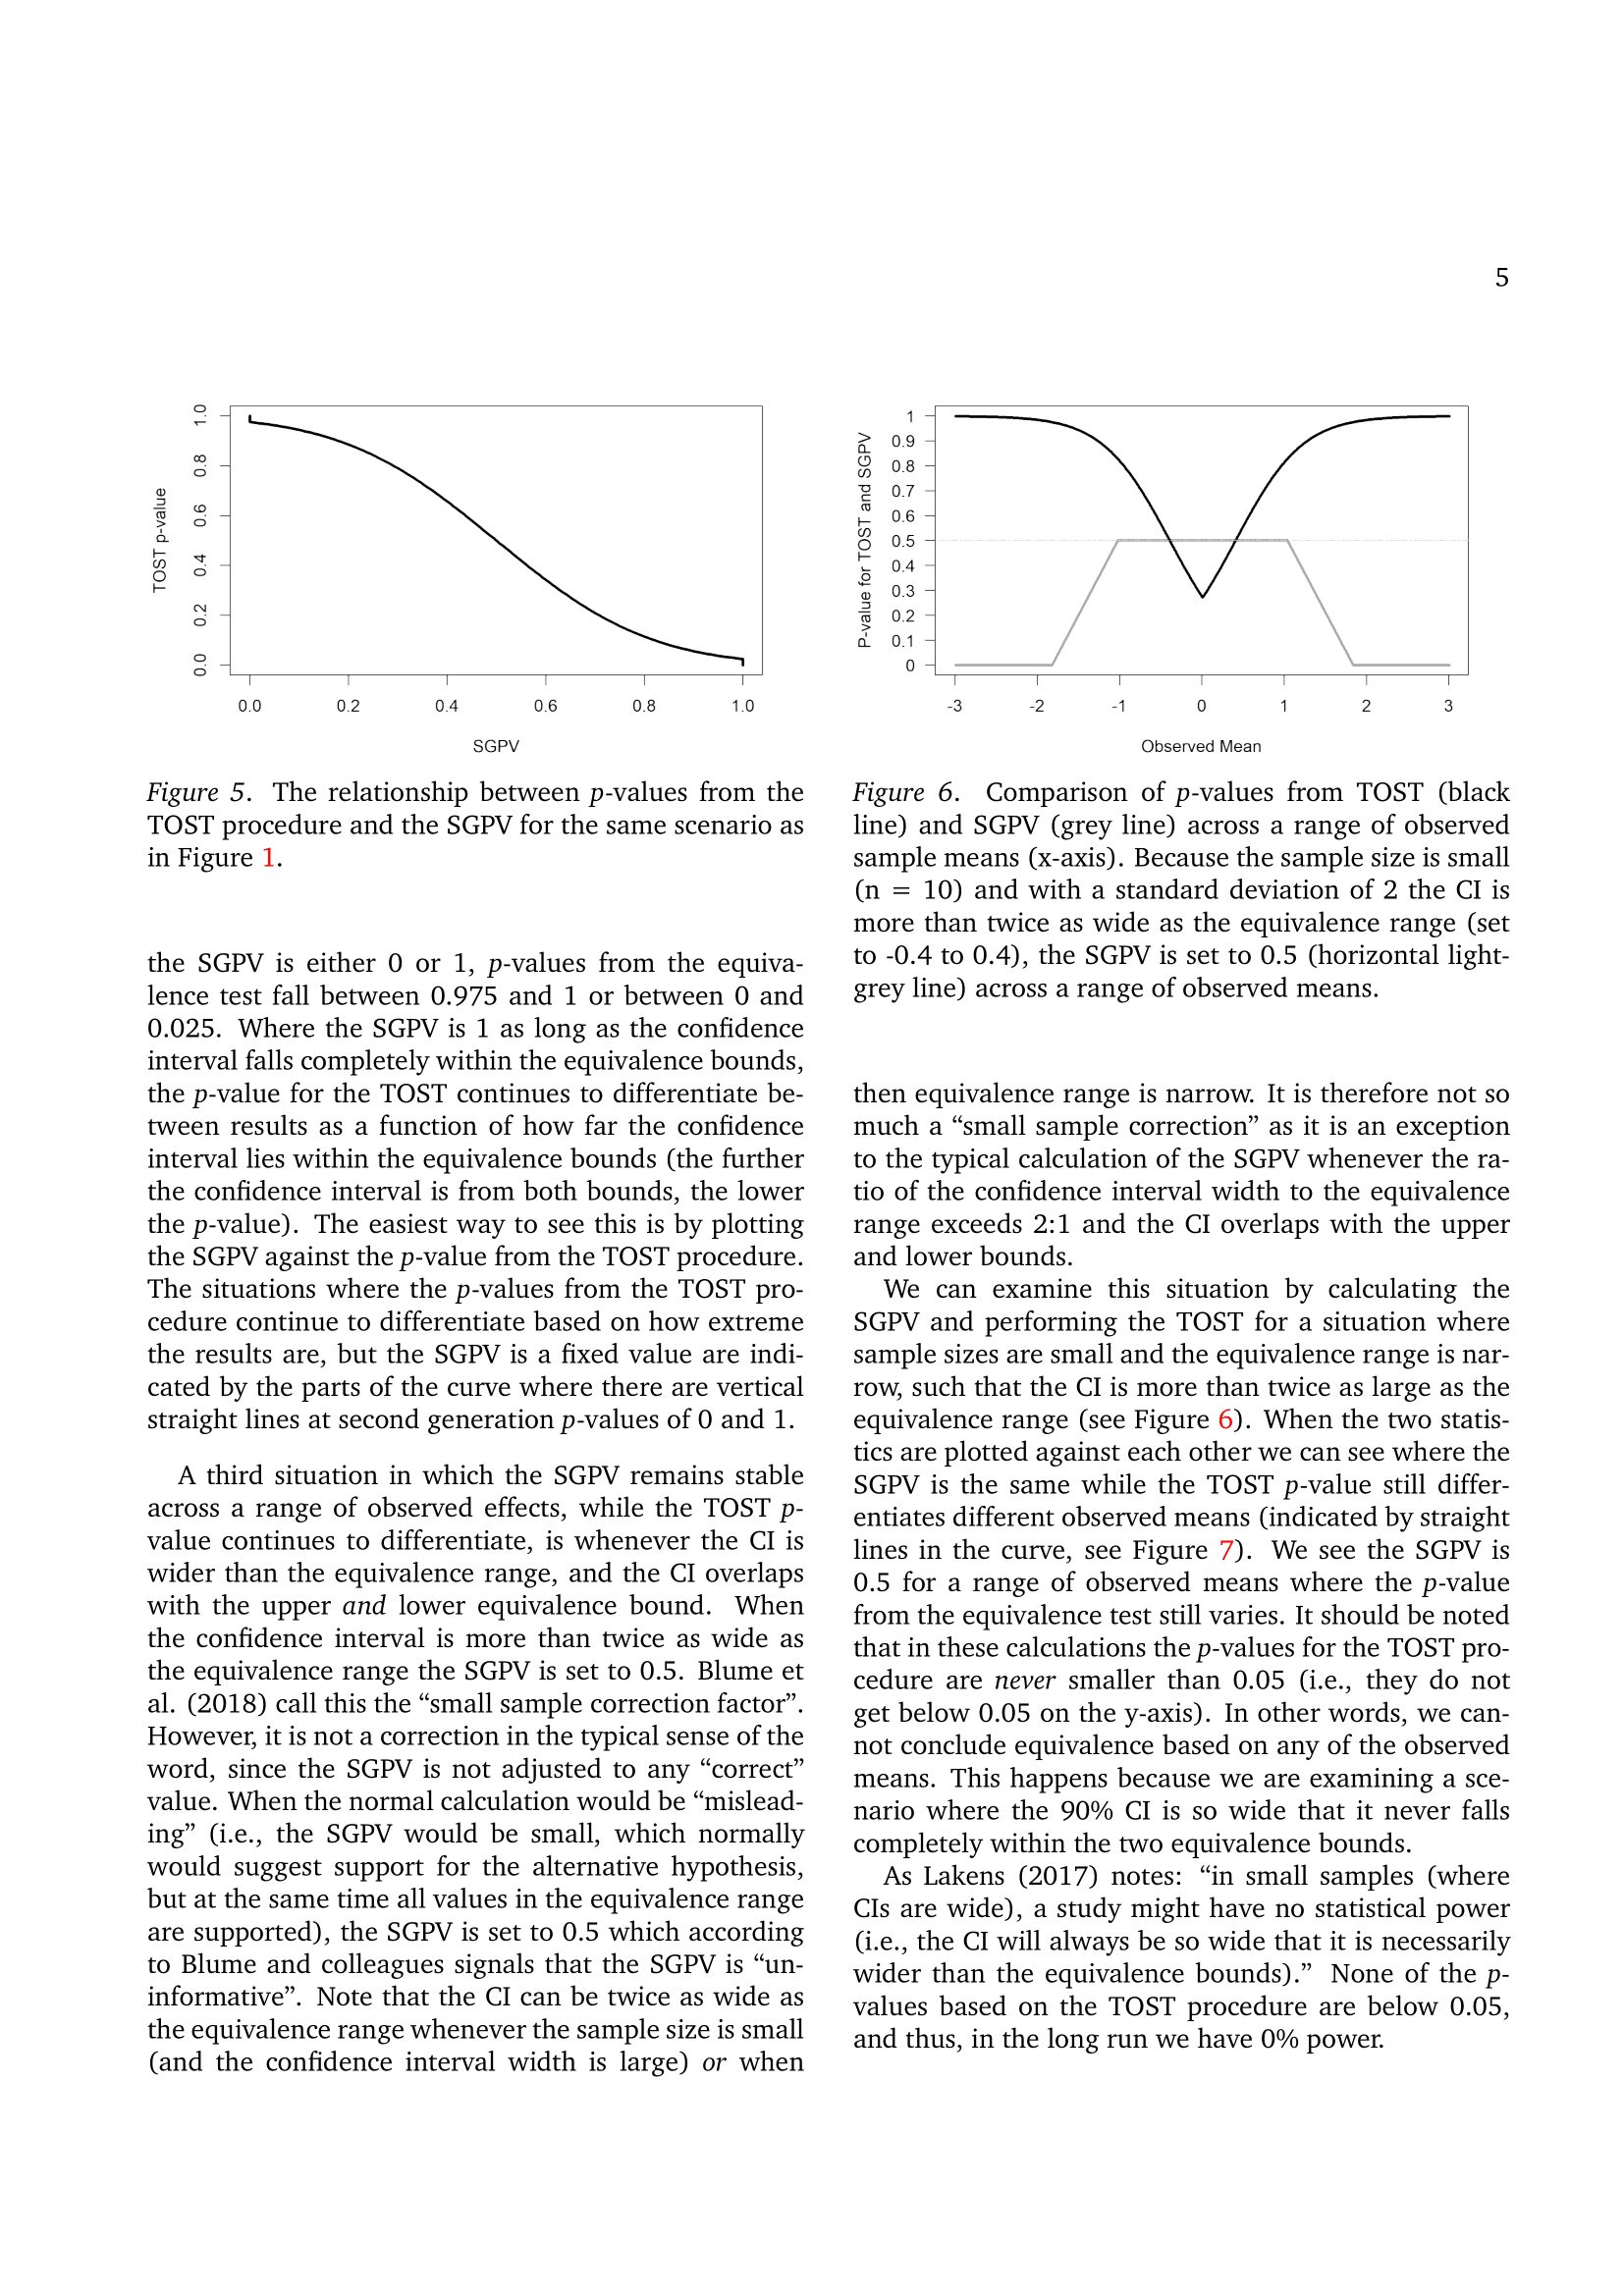 5
1.0
0.8
0.6
0.4
0.2
0.0
TOST p-value
0.0 0.2 0.4 0.6 0.8 1.0
SGPV
Figure 5. The relationship between p-values from the
TOST procedure and the SGPV for the same scenario as
in Figure 1.
the SGPV is either 0 or 1, p-values from the equiva-
lence test fall between 0.975 and 1 or between 0 and
0.025. Where the SGPV is 1 as long as the confidence
interval falls completely within the equivalence bounds,
the p-value for the TOST continues to differentiate be-
tween results as a function of how far the confidence
interval lies within the equivalence bounds (the further
the confidence interval is from both bounds, the lower
the p-value). The easiest way to see this is by plotting
the SGPV against the p-value from the TOST procedure.
The situations where the p-values from the TOST pro-
cedure continue to differentiate based on how extreme
the results are, but the SGPV is a fixed value are indi-
cated by the parts of the curve where there are vertical
straight lines at second generation p-values of 0 and 1.
A third situation in which the SGPV remains stable
across a range of observed effects, while the TOST p-
value continues to differentiate, is whenever the CI is
wider than the equivalence range, and the CI overlaps
with the upper and lower equivalence bound. When
the confidence interval is more than twice as wide as
the equivalence range the SGPV is set to 0.5. Blume et
al. (2018) call this the “small sample correction factor”.
However, it is not a correction in the typical sense of the
word, since the SGPV is not adjusted to any “correct”
value. When the normal calculation would be “mislead-
ing” (i.e., the SGPV would be small, which normally
would suggest support for the alternative hypothesis,
but at the same time all values in the equivalence range
are supported), the SGPV is set to 0.5 which according
to Blume and colleagues signals that the SGPV is “un-
informative”. Note that the CI can be twice as wide as
the equivalence range whenever the sample size is small
(and the confidence interval width is large) or when
1
0.9
0.8
0.7
0.6
0.5
0.4
0.3
0.2
0.1
0
P-value for TOST and SGPV
-3 -2 -1 0 1 2 3
Observed Mean
Figure 6. Comparison of p-values from TOST (black
line) and SGPV (grey line) across a range of observed
sample means (x-axis). Because the sample size is small
(n = 10) and with a standard deviation of 2 the CI is
more than twice as wide as the equivalence range (set
to -0.4 to 0.4), the SGPV is set to 0.5 (horizontal light-
grey line) across a range of observed means.
then equivalence range is narrow. It is therefore not so
much a “small sample correction” as it is an exception
to the typical calculation of the SGPV whenever the ra-
tio of the confidence interval width to the equivalence
range exceeds 2:1 and the CI overlaps with the upper
and lower bounds.
We can examine this situation by calculating the
SGPV and performing the TOST for a situation where
sample sizes are small and the equivalence range is nar-
row, such that the CI is more than twice as large as the
equivalence range (see Figure 6). When the two statis-
tics are plotted against each other we can see where the
SGPV is the same while the TOST p-value still differ-
entiates different observed means (indicated by straight
lines in the curve, see Figure 7). We see the SGPV is
0.5 for a range of observed means where the p-value
from the equivalence test still varies. It should be noted
that in these calculations the p-values for the TOST pro-
cedure are never smaller than 0.05 (i.e., they do not
get below 0.05 on the y-axis). In other words, we can-
not conclude equivalence based on any of the observed
means. This happens because we are examining a sce-
nario where the 90% CI is so wide that it never falls
completely within the two equivalence bounds.
As Lakens (2017) notes: “in small samples (where
CIs are wide), a study might have no statistical power
(i.e., the CI will always be so wide that it is necessarily
wider than the equivalence bounds).” None of the p-
values based on the TOST procedure are below 0.05,
and thus, in the long run we have 0% power.